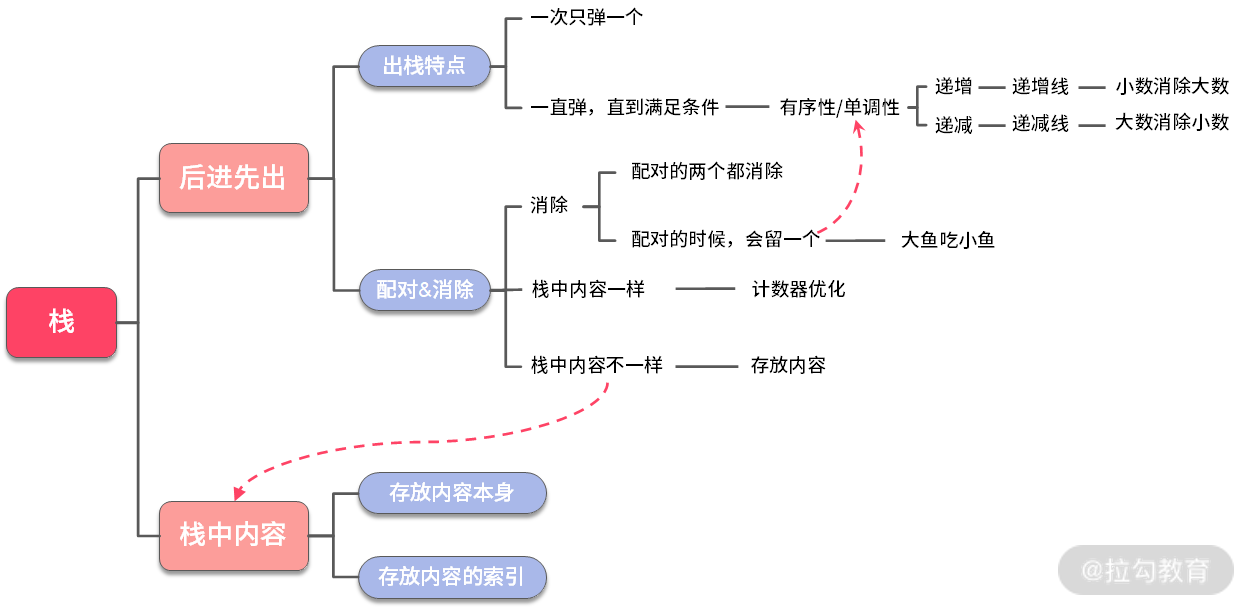 一次只弹一个
出栈特点
一直弹，直到满足条件
有序性/单调性
递增
递增线
小数消除大数
递减
递减线
大数消除小数
后进先出
配对的两个都消除
消除
配对的时候，会留一个
大鱼吃小鱼
配对&消除
栈中内容一样
计数器优化
栈
栈中内容不一样
存放内容
存放内容本身
栈中内容
存放内容的索引
@拉勾教育